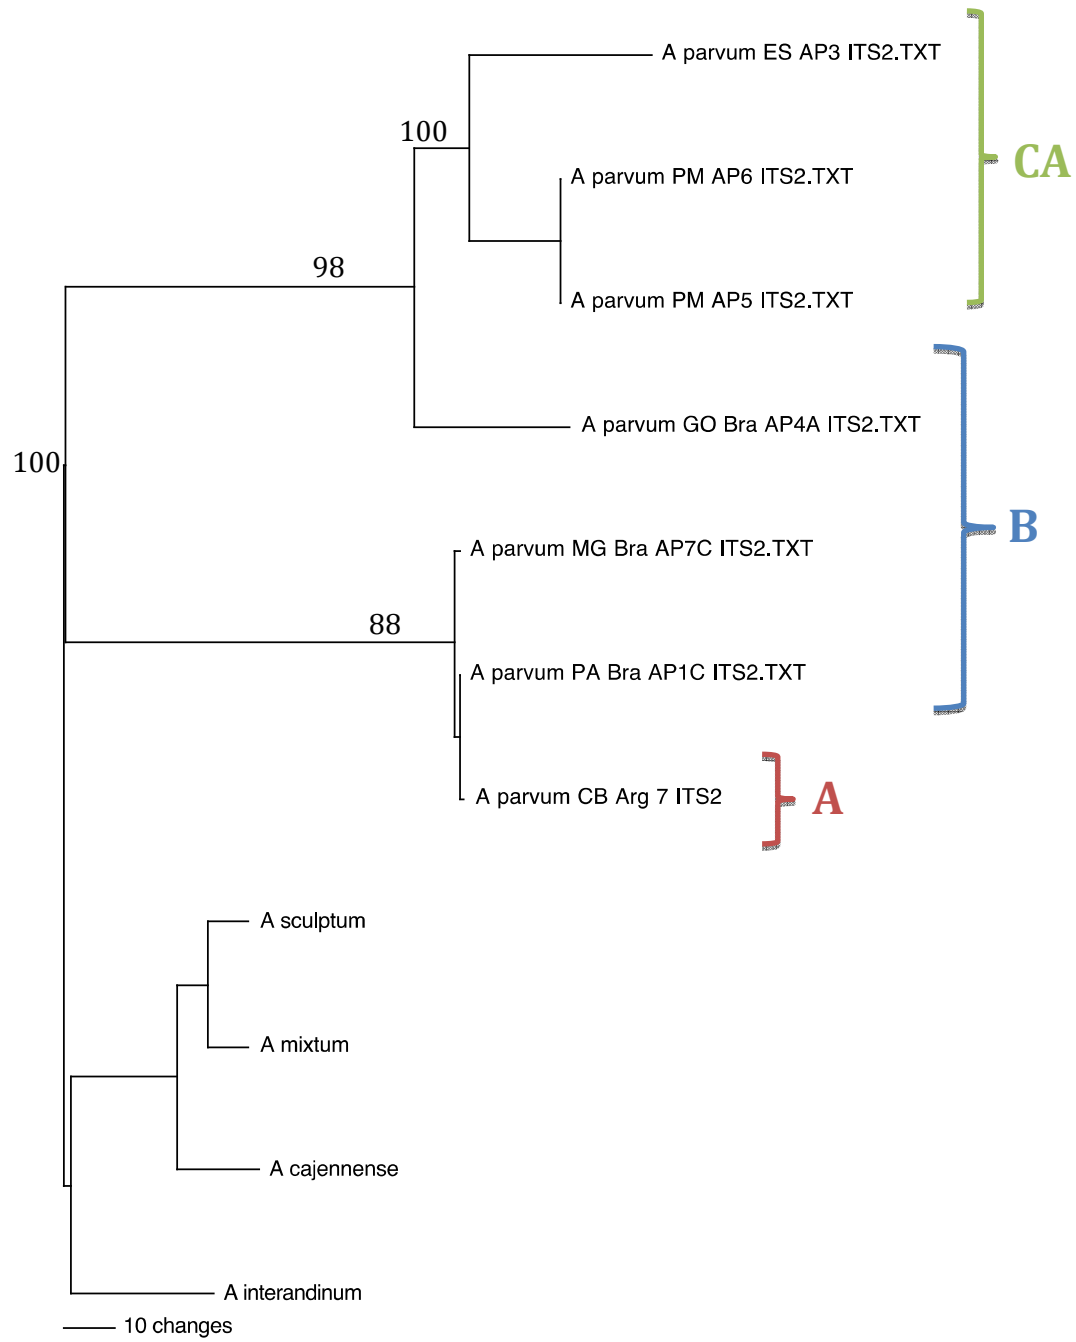 A parvum ES AP3 ITS2.TXT
100
CA
A parvum PM AP6 ITS2.TXT
98
A parvum PM AP5 ITS2.TXT
A parvum GO Bra AP4A ITS2.TXT
100
B
A parvum MG Bra AP7C ITS2.TXT
88
A parvum PA Bra AP1C ITS2.TXT
A parvum CB Arg 7 ITS2
A
A sculptum
A mixtum
A cajennense
A interandinum
10 changes